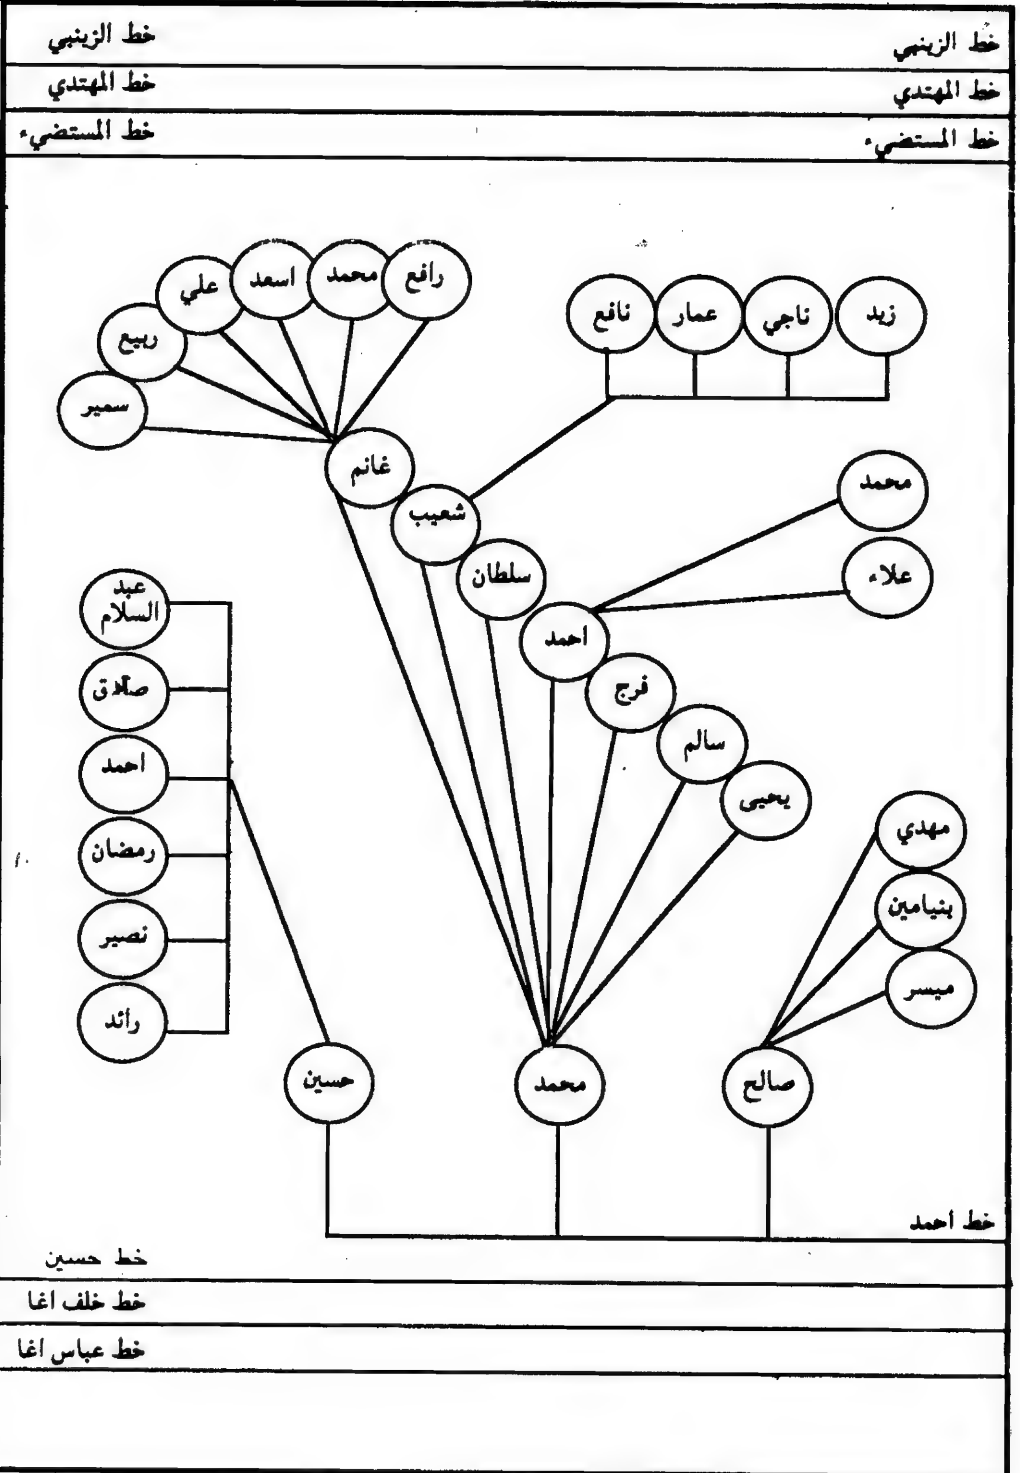 خط الزينبي خط الزينبي
خط المهتدي خط المهتدي
خط المستضيء خط المستضيء
رافع
محمد
اسعد
علي
ربيع
سمير
زيد
ناجي
عمار
نافع
غانم
شعيب
سلطان
احمد
فرج
سالم
يحيى
محمد
علاء
عبد
السلام
احمد
رمضان
نصير
رائد
مهدي
بنيامين
ميسر
صالح
محمد
حسين
خط احمد
خط حسين
خط خلف اغا
خط عباس اغا